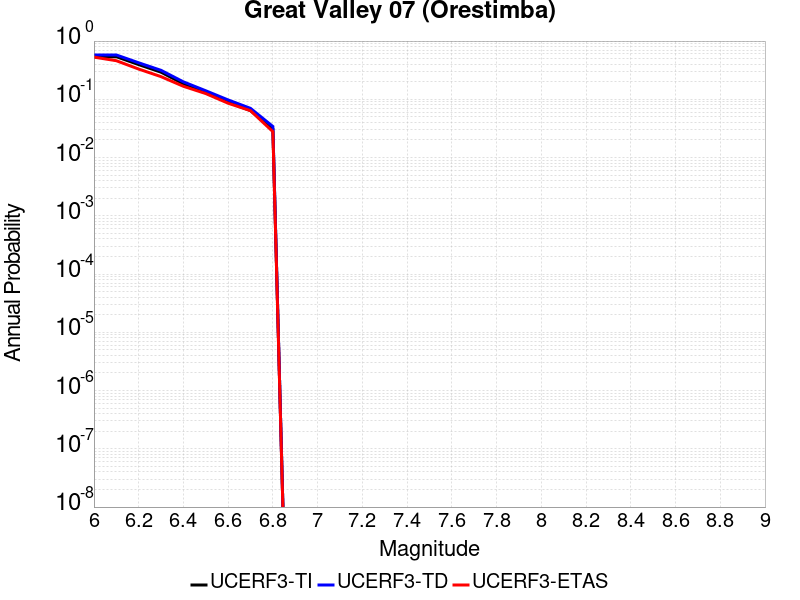 Great Valley 07 (Orestimba)
Annual Probability
10^0
10^-1
10^-2
10^-3
10^-4
10^-5
10^-6
10^-7
10^-8
6 6.2 6.4 6.6 6.8 7 7.2 7.4 7.6 7.8 8 8.2 8.4 8.6 8.8 9
Magnitude
UCERF3-TI UCERF3-TD UCERF3-ETAS